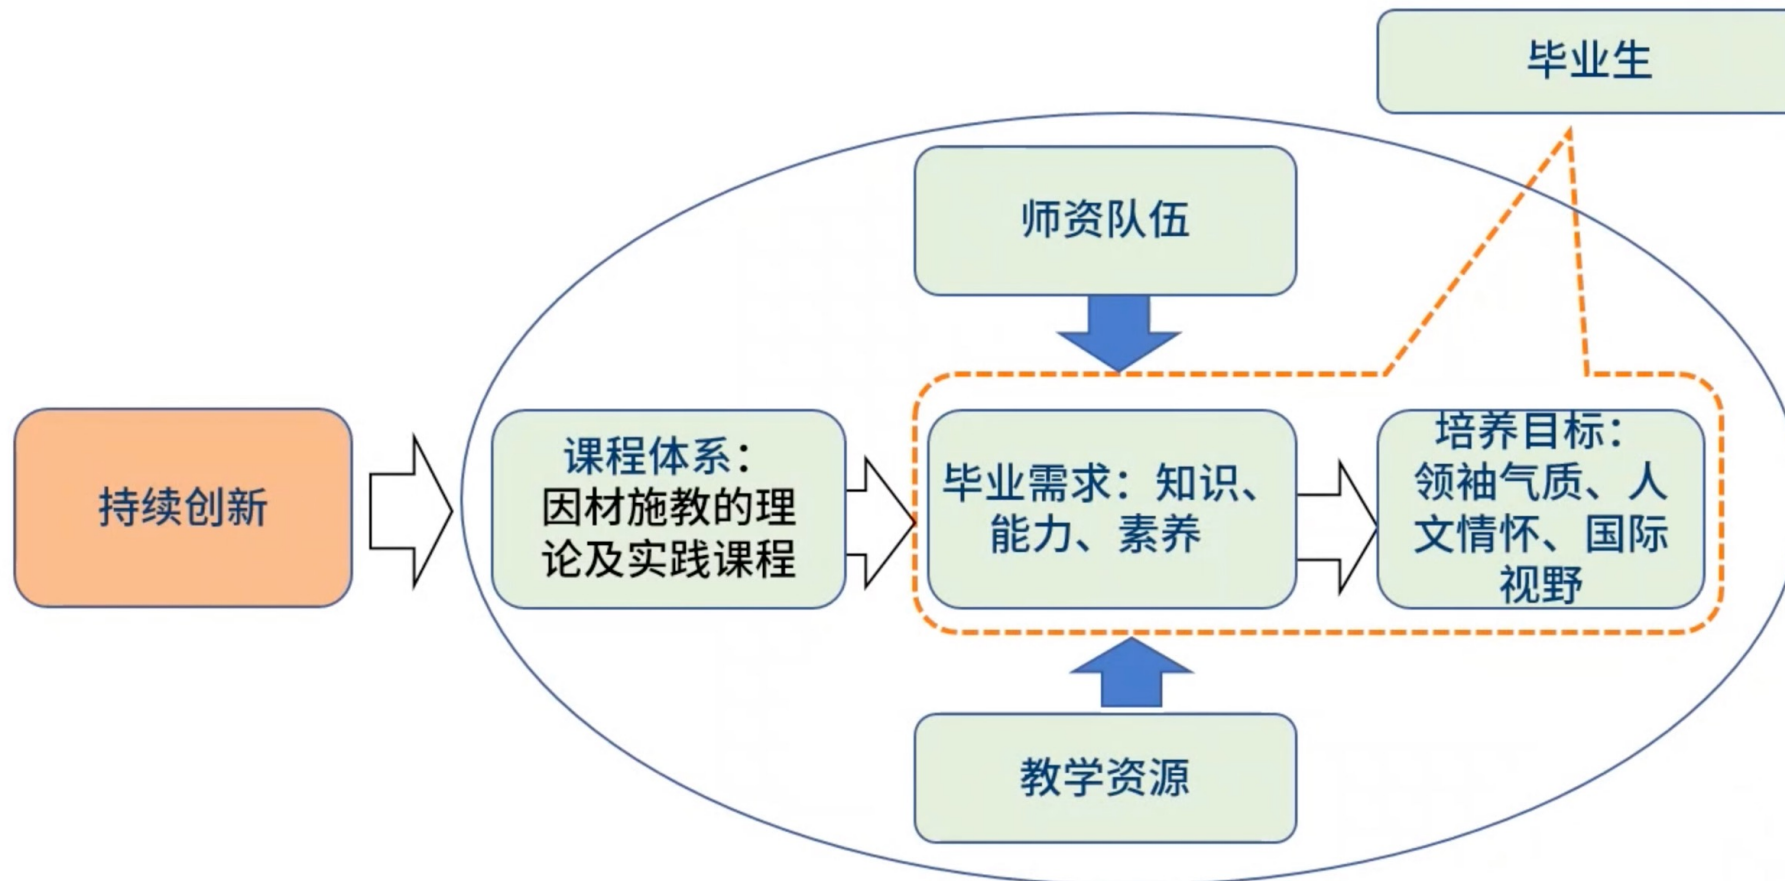 毕业生
师资队伍
持续创新
课程体系：
因材施教的理
论及实践课程
毕业需求：知识、
能力、素养
培养目标：
领袖气质、人
文情怀、国际
视野
教学资源